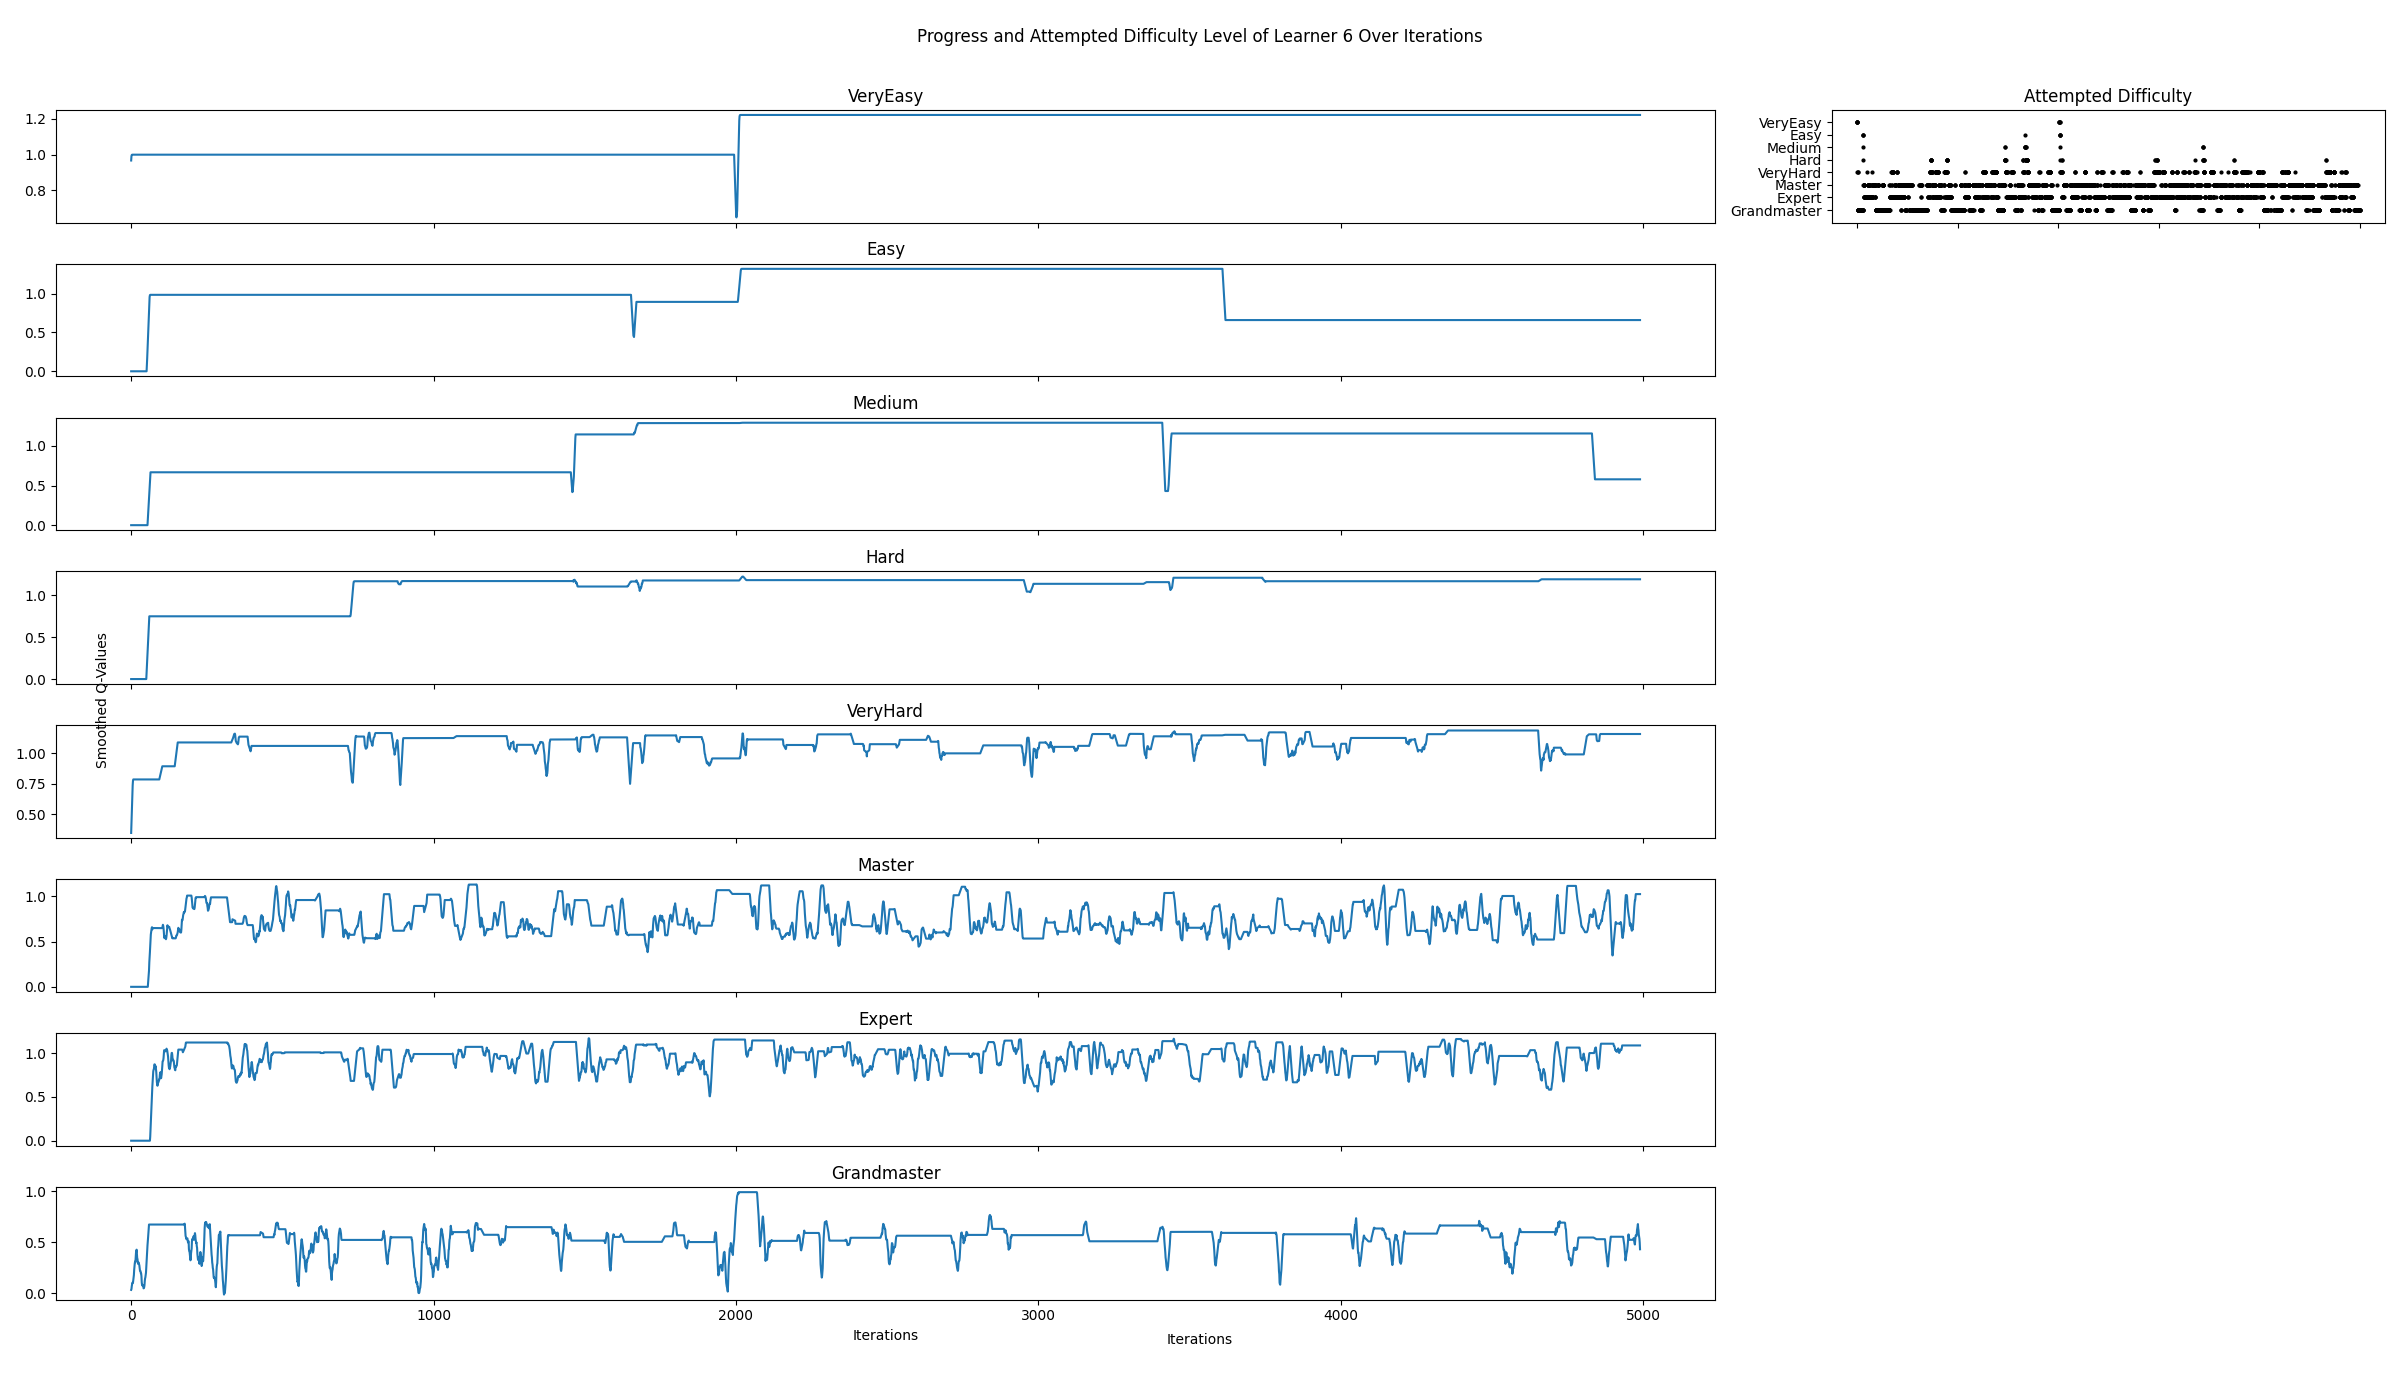 Progress and Attempted Difficulty Level of Learner 6 Over Iterations
VeryEasy
1.2
1.0
0.8
Attempted Difficulty
VeryEasy
Easy
Medium
Hard
VeryHard
Master
Expert
Grandmaster
Easy
1.0
0.5
0.0
Medium
1.0
0.5
0.0
Hard
1.0
0.5
0.0
Smoothed Q-Values
VeryHard
1.00
0.75
0.50
Master
1.0
0.5
0.0
Expert
1.0
0.5
0.0
Grandmaster
1.0
0.5
0.0
0 1000 2000 3000 4000 5000
Iterations
Iterations